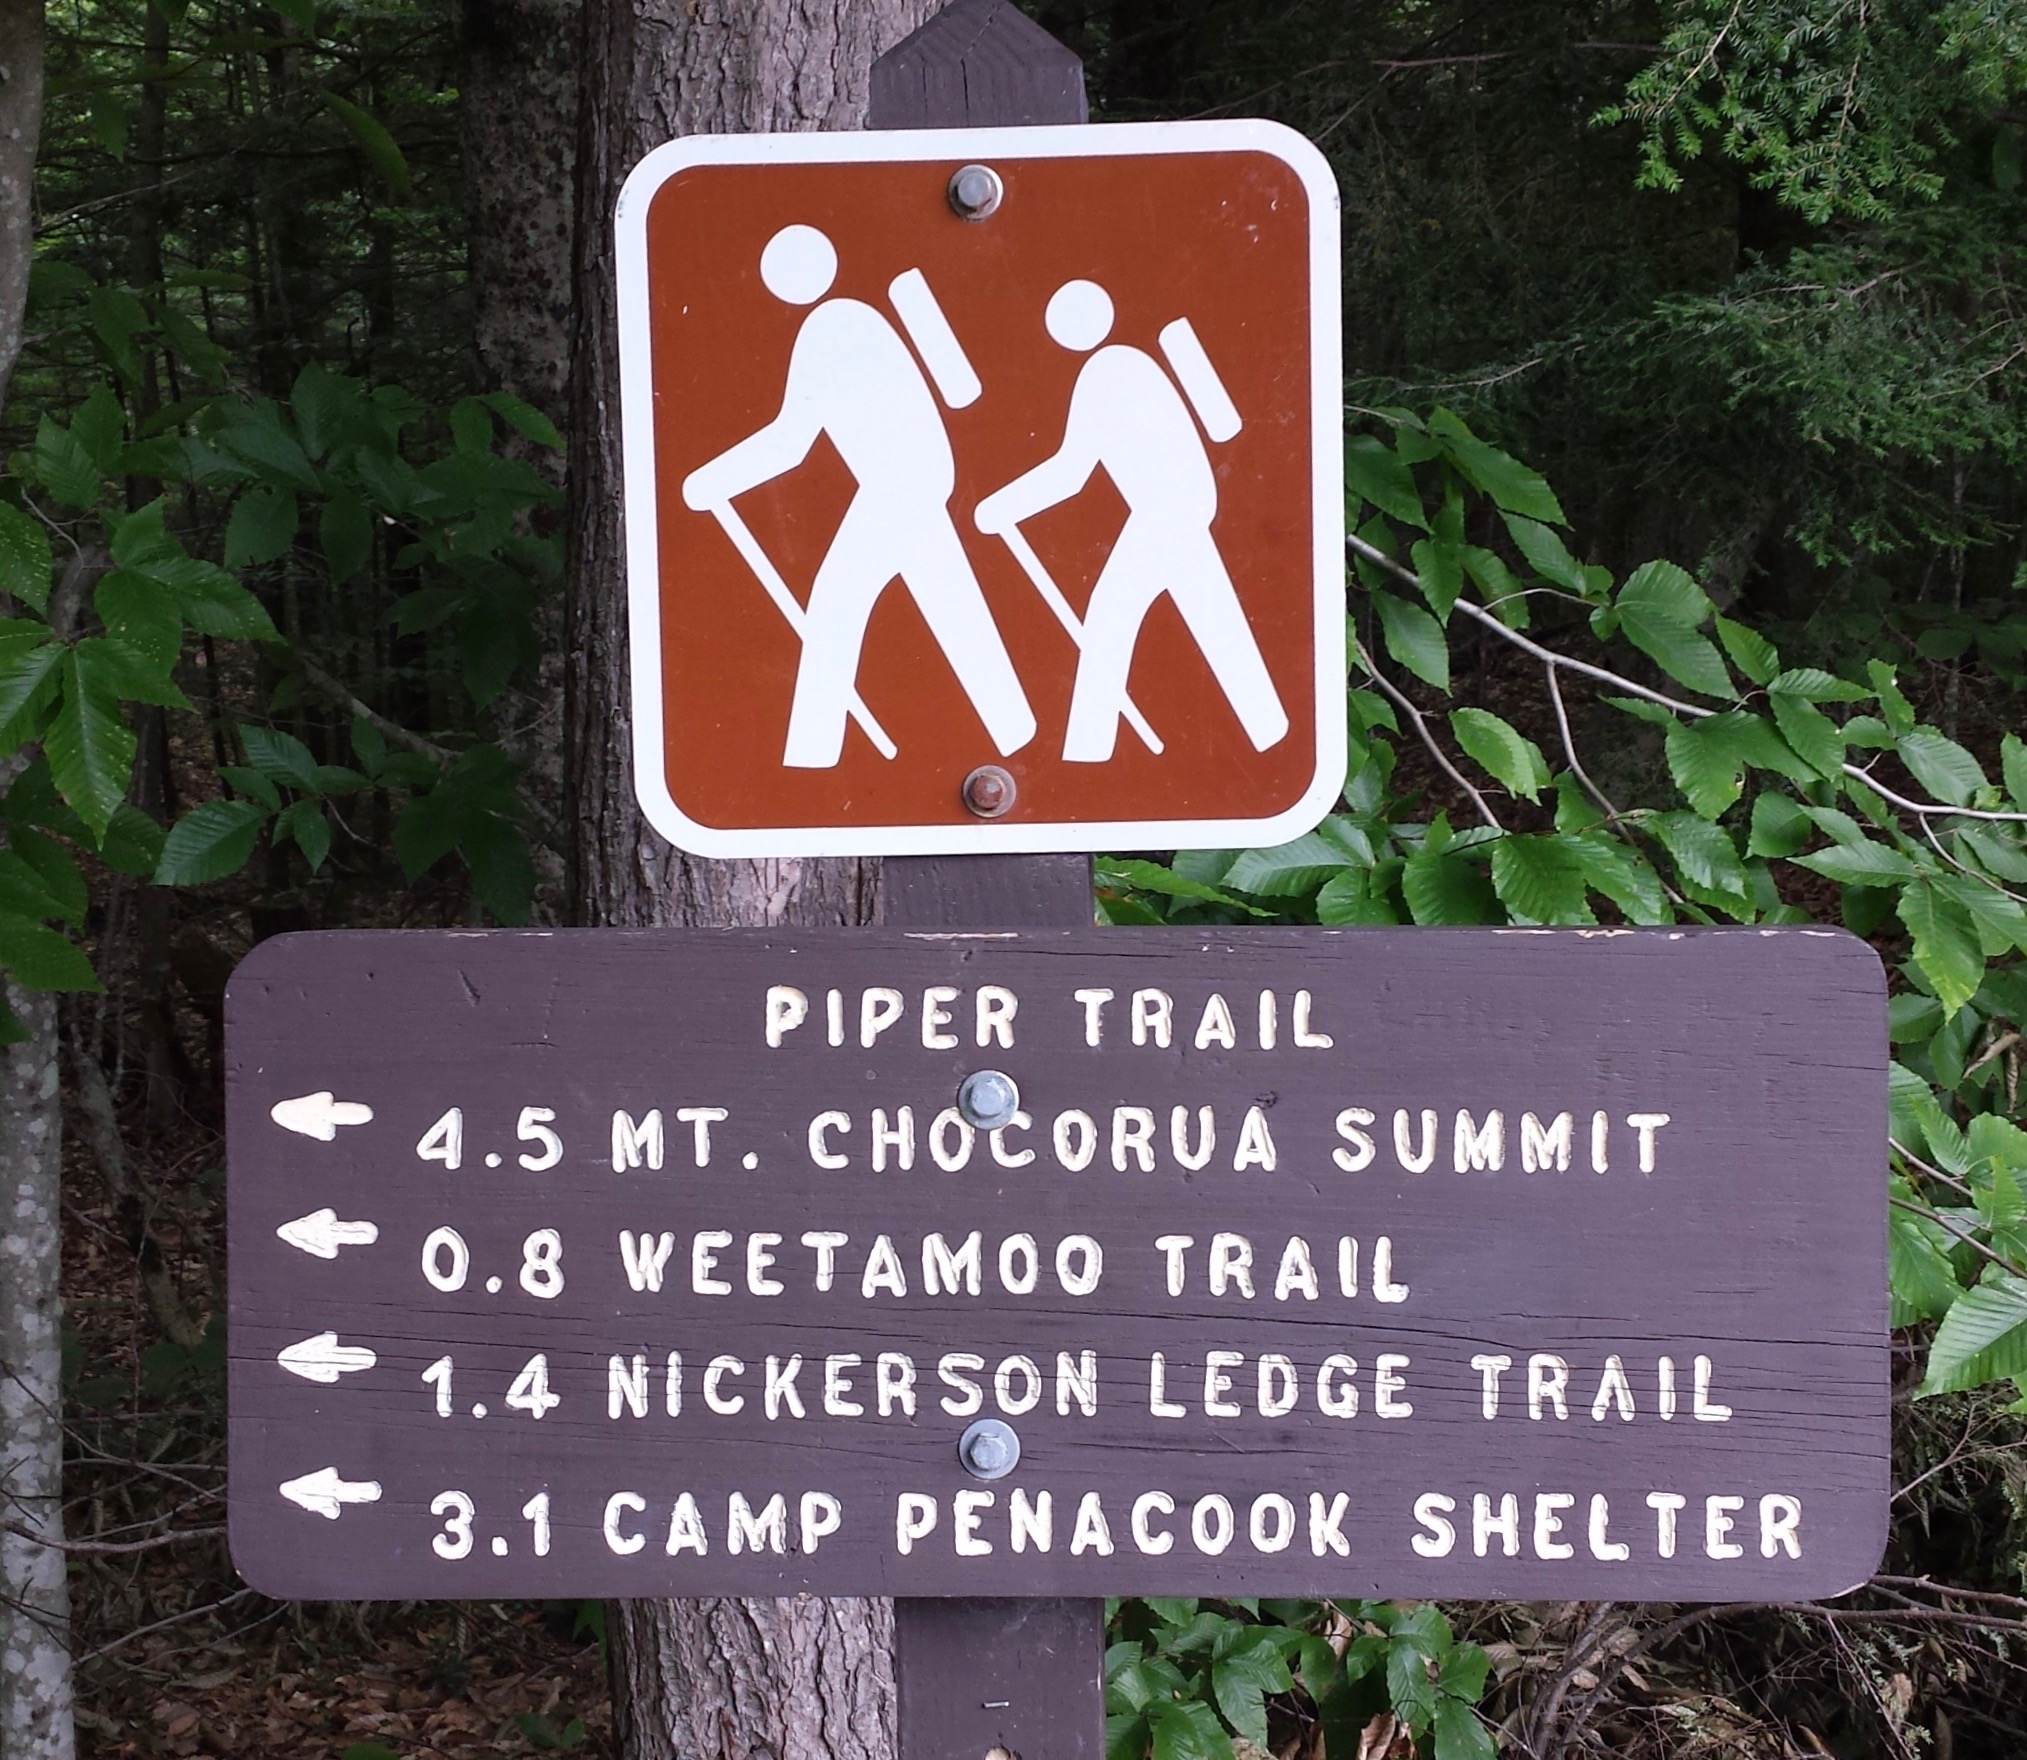 PIPER TRAIL
4.5 MT. CHOCORUA SUMMIT
0.8 WEETAMOO TRAIL
1.4 NICKERSON LEDGE TRAIL
3.1 CAMP PENACOOK SHELTER